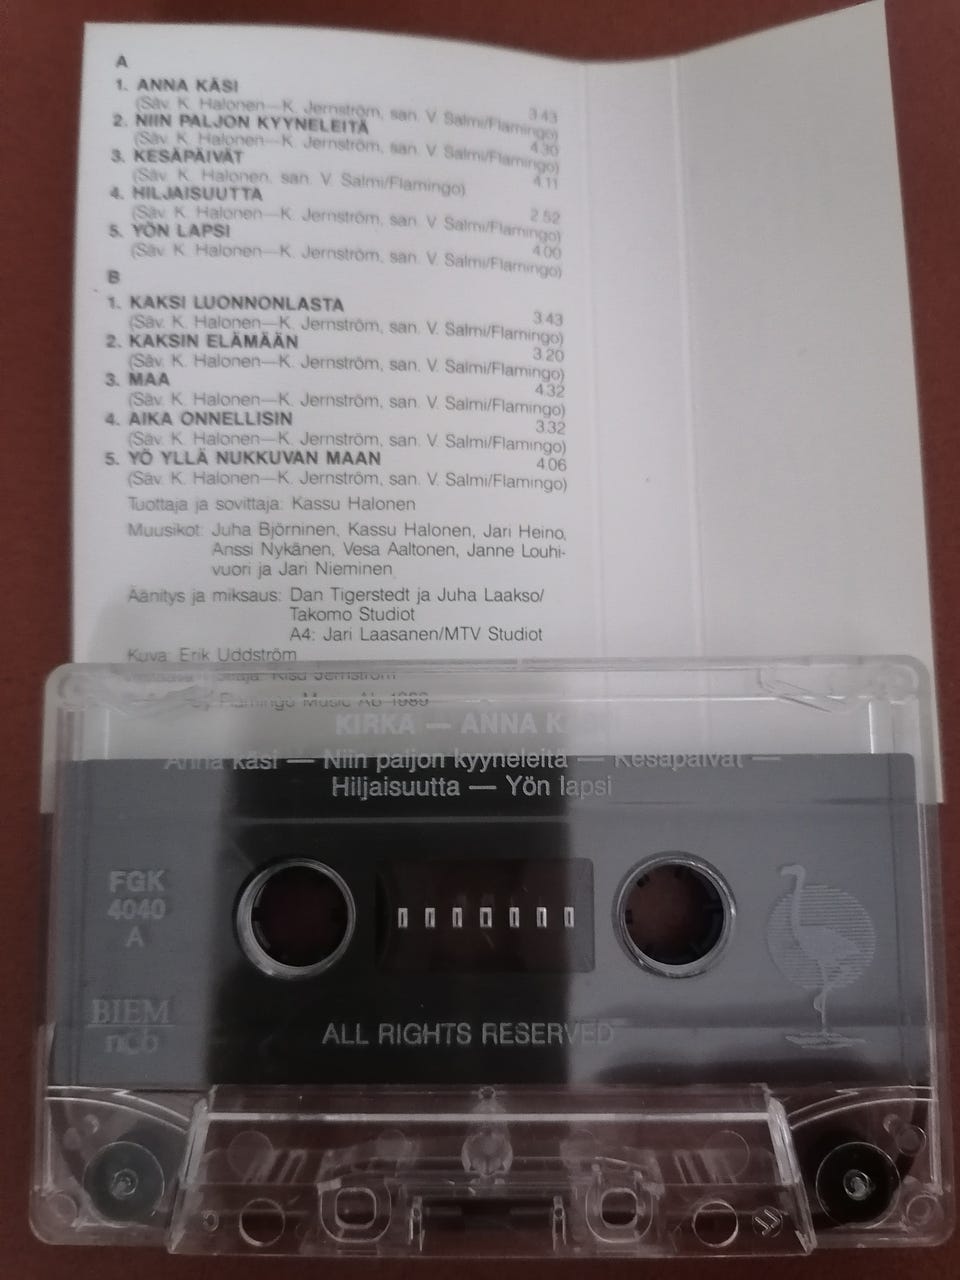 A
1. ANNA KÄSI
(Säv. K. Halonen—K. Jernström, san. V. Salmi/Flamingo) 3.43
2. NIIN PALJON KYYNELEITÄ
(Säv. K. Halonen—K. Jernström, san. V. Salmi/Flamingo) 4.30
3. KESÄPÄIVÄT
(Säv. K. Halonen, san. V. Salmi/Flamingo) 4.11
4. HILJAISUUTTA
(Säv. K. Halonen—K. Jernström, san. V. Salmi/Flamingo) 2.52
5. YÖN LAPSI
(Säv. K. Halonen—K. Jernström, san. V. Salmi/Flamingo) 4.00
B
1. KAKSI LUONNONLASTA
(Säv. K. Halonen—K. Jernström, san. V. Salmi/Flamingo) 3.43
2. KAKSIN ELÄMÄÄN
(Säv. K. Halonen—K. Jernström, san. V. Salmi/Flamingo) 3.20
3. MAA
(Säv. K. Halonen—K. Jernström, san. V. Salmi/Flamingo) 4.32
4. AIKA ONNELLISIN
(Säv. K. Halonen—K. Jernström, san. V. Salmi/Flamingo) 3.32
5. YÖ YLLÄ NUKKUVAN MAAN
(Säv. K. Halonen—K. Jernström, san. V. Salmi/Flamingo) 4.06
Tuottaja ja sovittaja: Kassu Halonen
Muusikot: Juha Björninen, Kassu Halonen, Jari Heino,
Anssi Nykänen, Vesa Aaltonen, Janne Louhi-
vuori ja Jari Nieminen
Äänitys ja miksaus: Dan Tigerstedt ja Juha Laakso/
Takomo Studiot
A4: Jari Laasanen/MTV Studiot
Kuva: Erik Uddström
Kisu Jernström
Flamingo Music Ab 1989
KIRKA — ANNA
Anna käsi — Niin paljon kyyneleitä — Kesäpäivät —
Hiljaisuutta — Yön lapsi
FGK
4040
A
BIEM
ncb
ALL RIGHTS RESERVED